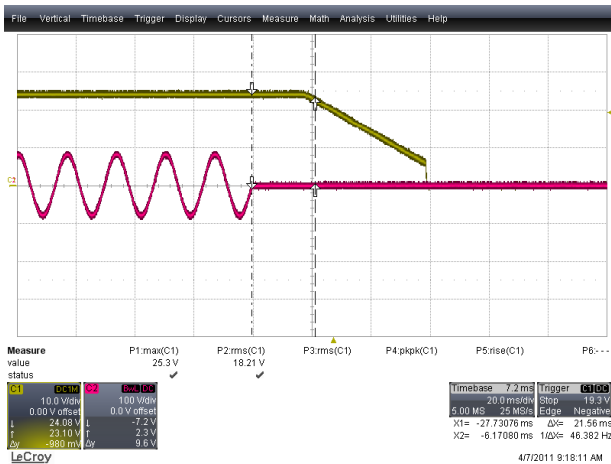 File Vertical Timebase Trigger Display Cursors Measure Math Analysis Utilities Help
C2
Measure P1:max(C1) P2:rms(C1) P3:rms(C1) P4:pkpk(C1) P5:rise(C1) P6:- - -
value 25.3 V 18.21 V
status
C1 DC1M
10.0 V/div
0.00 V offset
24.08 V
23.10 V
Δy -980 mV
C2 BwL DC
100 V/div
0.0 V offset
-7.2 V
2.3 V
Δy 9.6 V
Timebase 7.2 ms
20.0 ms/div
5.00 MS 25 MS/s
Trigger C1 DC
Stop 19.3 V
Edge Negative
X1= -27.73076 ms ΔX= 21.56 ms
X2= -6.17080 ms 1/ΔX= 46.382 Hz
LeCroy
4/7/2011 9:18:11 AM